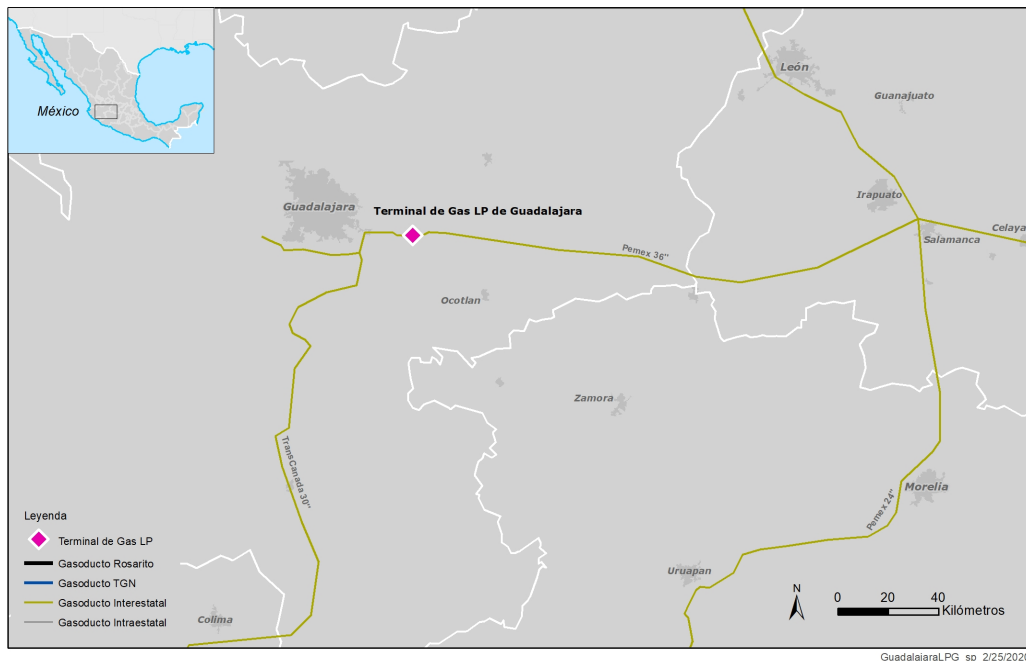 México
León
Guanajuato
Irapuato
Guadalajara
Terminal de Gas LP de Guadalajara
Salamanca
Celaya
Pemex 36"
Ocotlan
Zamora
TransCanada 30"
Morelia
Pemex 24"
Uruapan
Colima
Leyenda
Terminal de Gas LP
Gasoducto Rosarito
Gasoducto TGN
Gasoducto Interestatal
Gasoducto Intraestatal
N
0 20 40
Kilómetros
GuadalajaraLPG_sp_2/25/2020